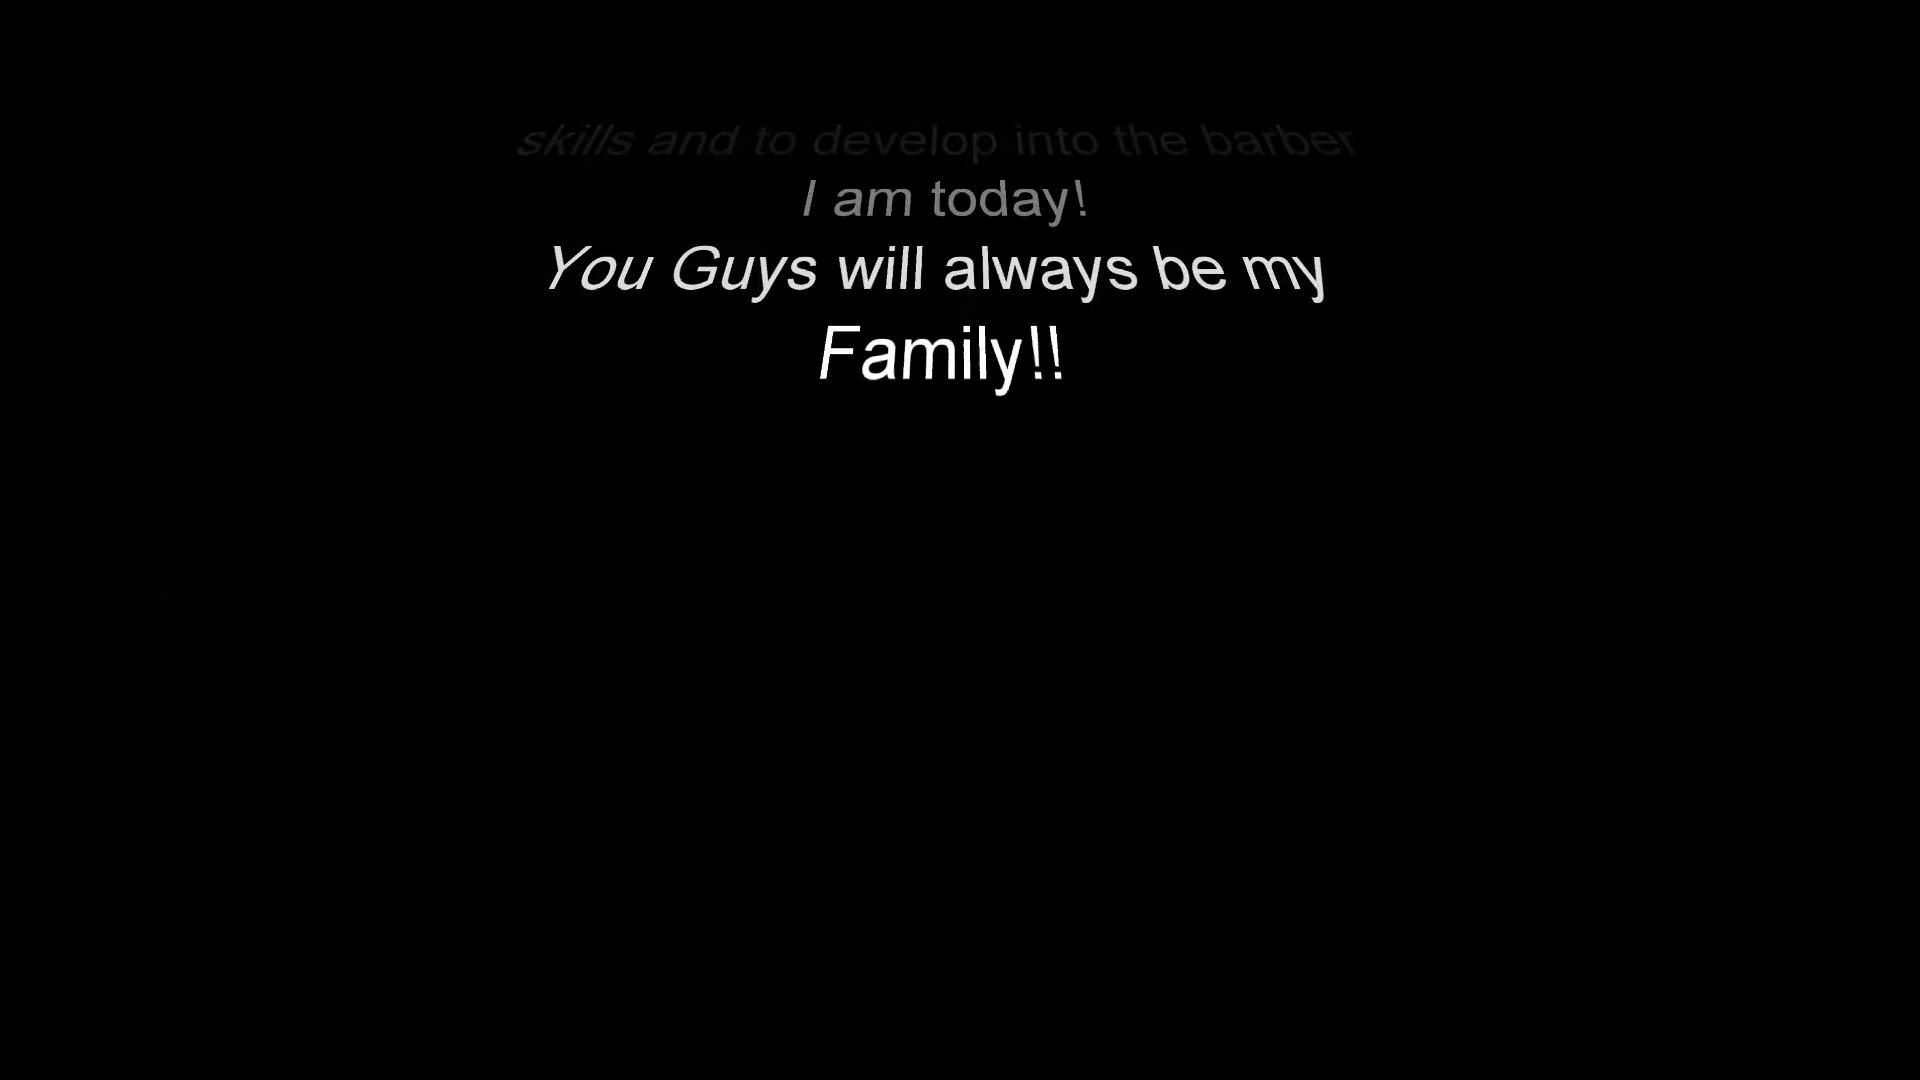 skills and to develop into the barber
I am today!
You Guys will always be my
Family!!